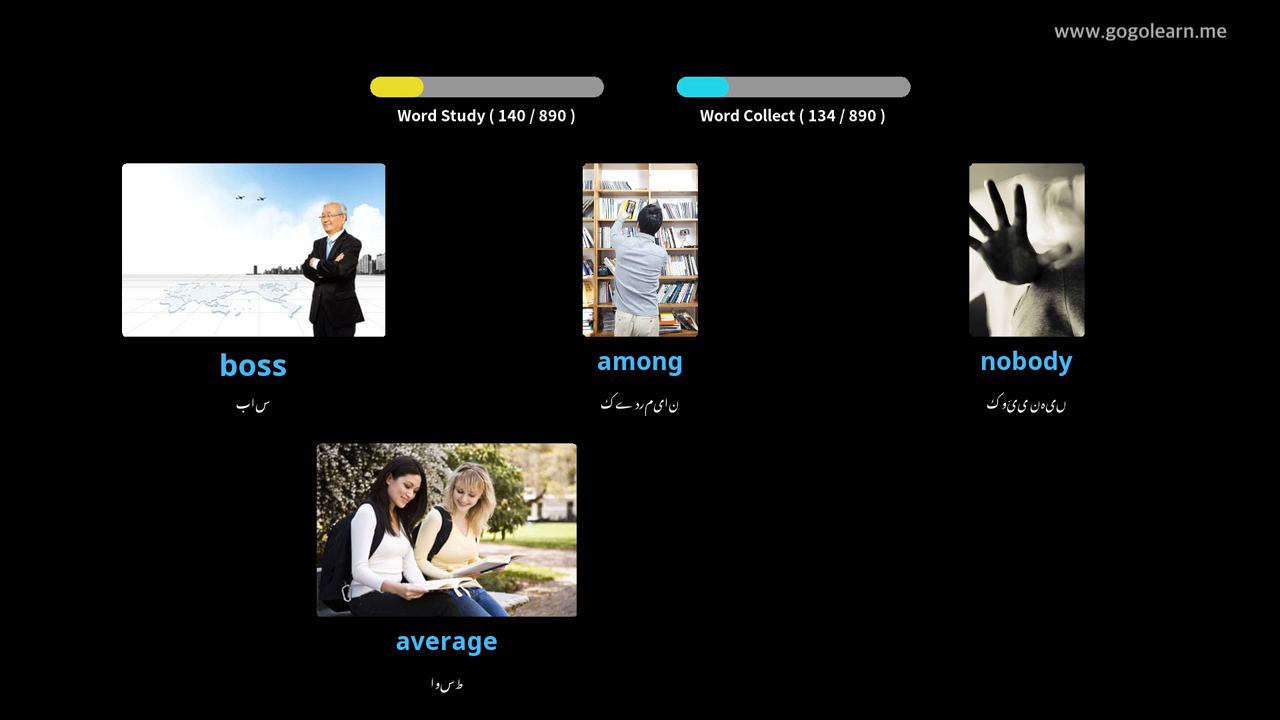 www.gogolearn.me
Word Study ( 140 / 890 )
Word Collect ( 134 / 890 )
boss
باس
among
کے درمیان
nobody
کوئی نہیں
average
اوسط